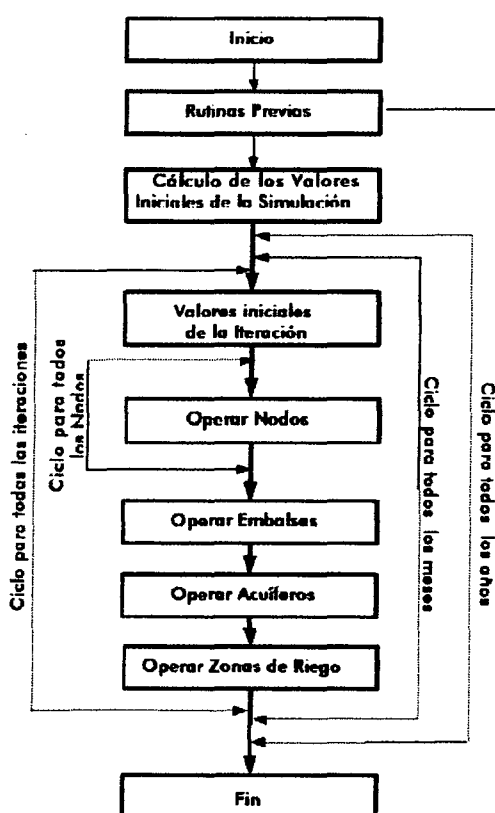 Inicio
Rutinas Previas
Cálculo de los Valores
Iniciales de la Simulación
Valores iniciales
de la Iteración
Operar Nodos
Operar Embalses
Operar Acuíferos
Operar Zonas de Riego
Fin
Ciclo para todas las iteraciones
Ciclo para todos
los Nodos
Ciclo para todos los meses
Ciclo para todos los años